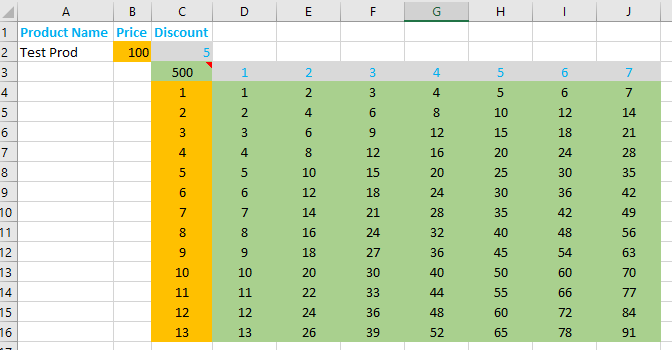 A B C D E F G H I J
1 Product Name Price Discount
2 Test Prod 100 5
3 500 1 2 3 4 5 6 7
4 1 1 2 3 4 5 6 7
5 2 2 4 6 8 10 12 14
6 3 3 6 9 12 15 18 21
7 4 4 8 12 16 20 24 28
8 5 5 10 15 20 25 30 35
9 6 6 12 18 24 30 36 42
10 7 7 14 21 28 35 42 49
11 8 8 16 24 32 40 48 56
12 9 9 18 27 36 45 54 63
13 10 10 20 30 40 50 60 70
14 11 11 22 33 44 55 66 77
15 12 12 24 36 48 60 72 84
16 13 13 26 39 52 65 78 91